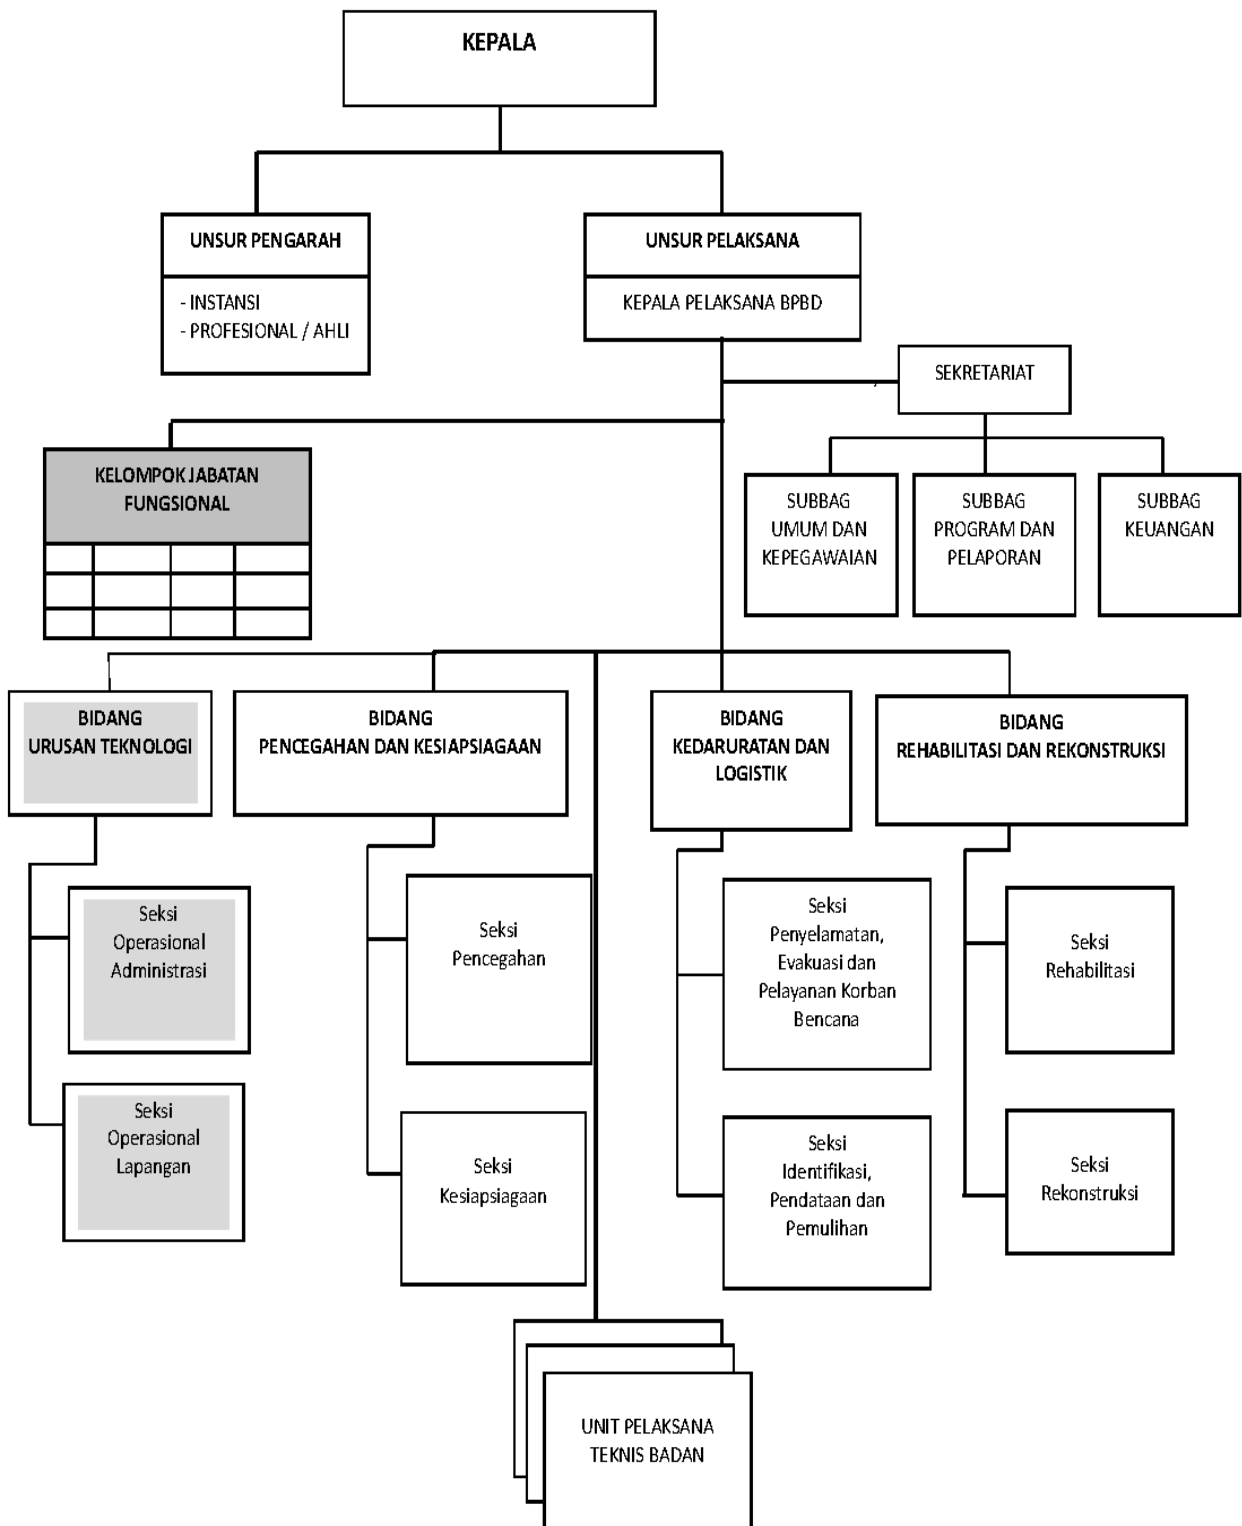 KEPALA
UNSUR PENGARAH
- INSTANSI
- PROFESIONAL / AHLI
UNSUR PELAKSANA
KEPALA PELAKSANA BPBD
SEKRETARIAT
KELOMPOK JABATAN
FUNGSIONAL
SUBBAG
UMUM DAN
KEPEGAWAIAN
SUBBAG
PROGRAM DAN
PELAPORAN
SUBBAG
KEUANGAN
BIDANG
URUSAN TEKNOLOGI
BIDANG
PENCEGAHAN DAN KESIAPSIAGAAN
BIDANG
KEDARURATAN DAN
LOGISTIK
BIDANG
REHABILITASI DAN REKONSTRUKSI
Seksi
Operasional
Administrasi
Seksi
Pencegahan
Seksi
Penyelamatan,
Evakuasi dan
Pelayanan Korban
Bencana
Seksi
Rehabilitasi
Seksi
Operasional
Lapangan
Seksi
Kesiapsiagaan
Seksi
Identifikasi,
Pendataan dan
Pemulihan
Seksi
Rekonstruksi
UNIT PELAKSANA
TEKNIS BADAN